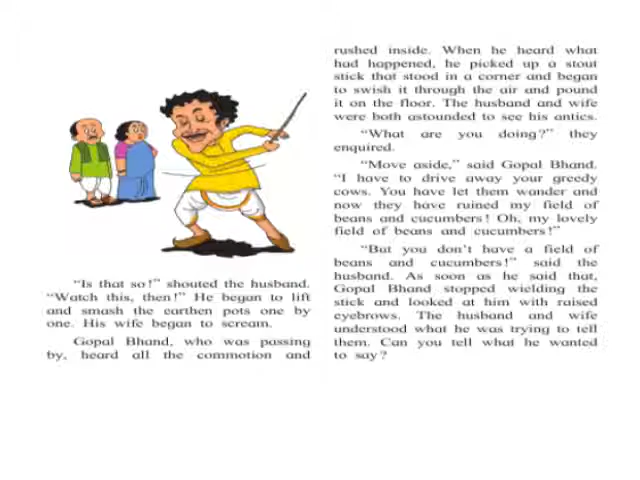 "Is that so!" shouted the husband.
"Watch this, then!" He began to lift
and smash the earthen pots one by
one. His wife began to scream.
Gopal Bhand, who was passing
by, heard all the commotion and
rushed inside. When he heard what
had happened, he picked up a stout
stick that stood in a corner and began
to swish it through the air and pound
it on the floor. The husband and wife
were both astounded to see his antics.
"What are you doing?" they
enquired.
"Move aside," said Gopal Bhand.
"I have to drive away your greedy
cows. You have let them wander and
now they have ruined my field of
beans and cucumbers! Oh, my lovely
field of beans and cucumbers!"
"But you don't have a field of
beans and cucumbers!" said the
husband. As soon as he said that,
Gopal Bhand stopped wielding the
stick and looked at him with raised
eyebrows. The husband and wife
understood what he was trying to tell
them. Can you tell what he wanted
to say?